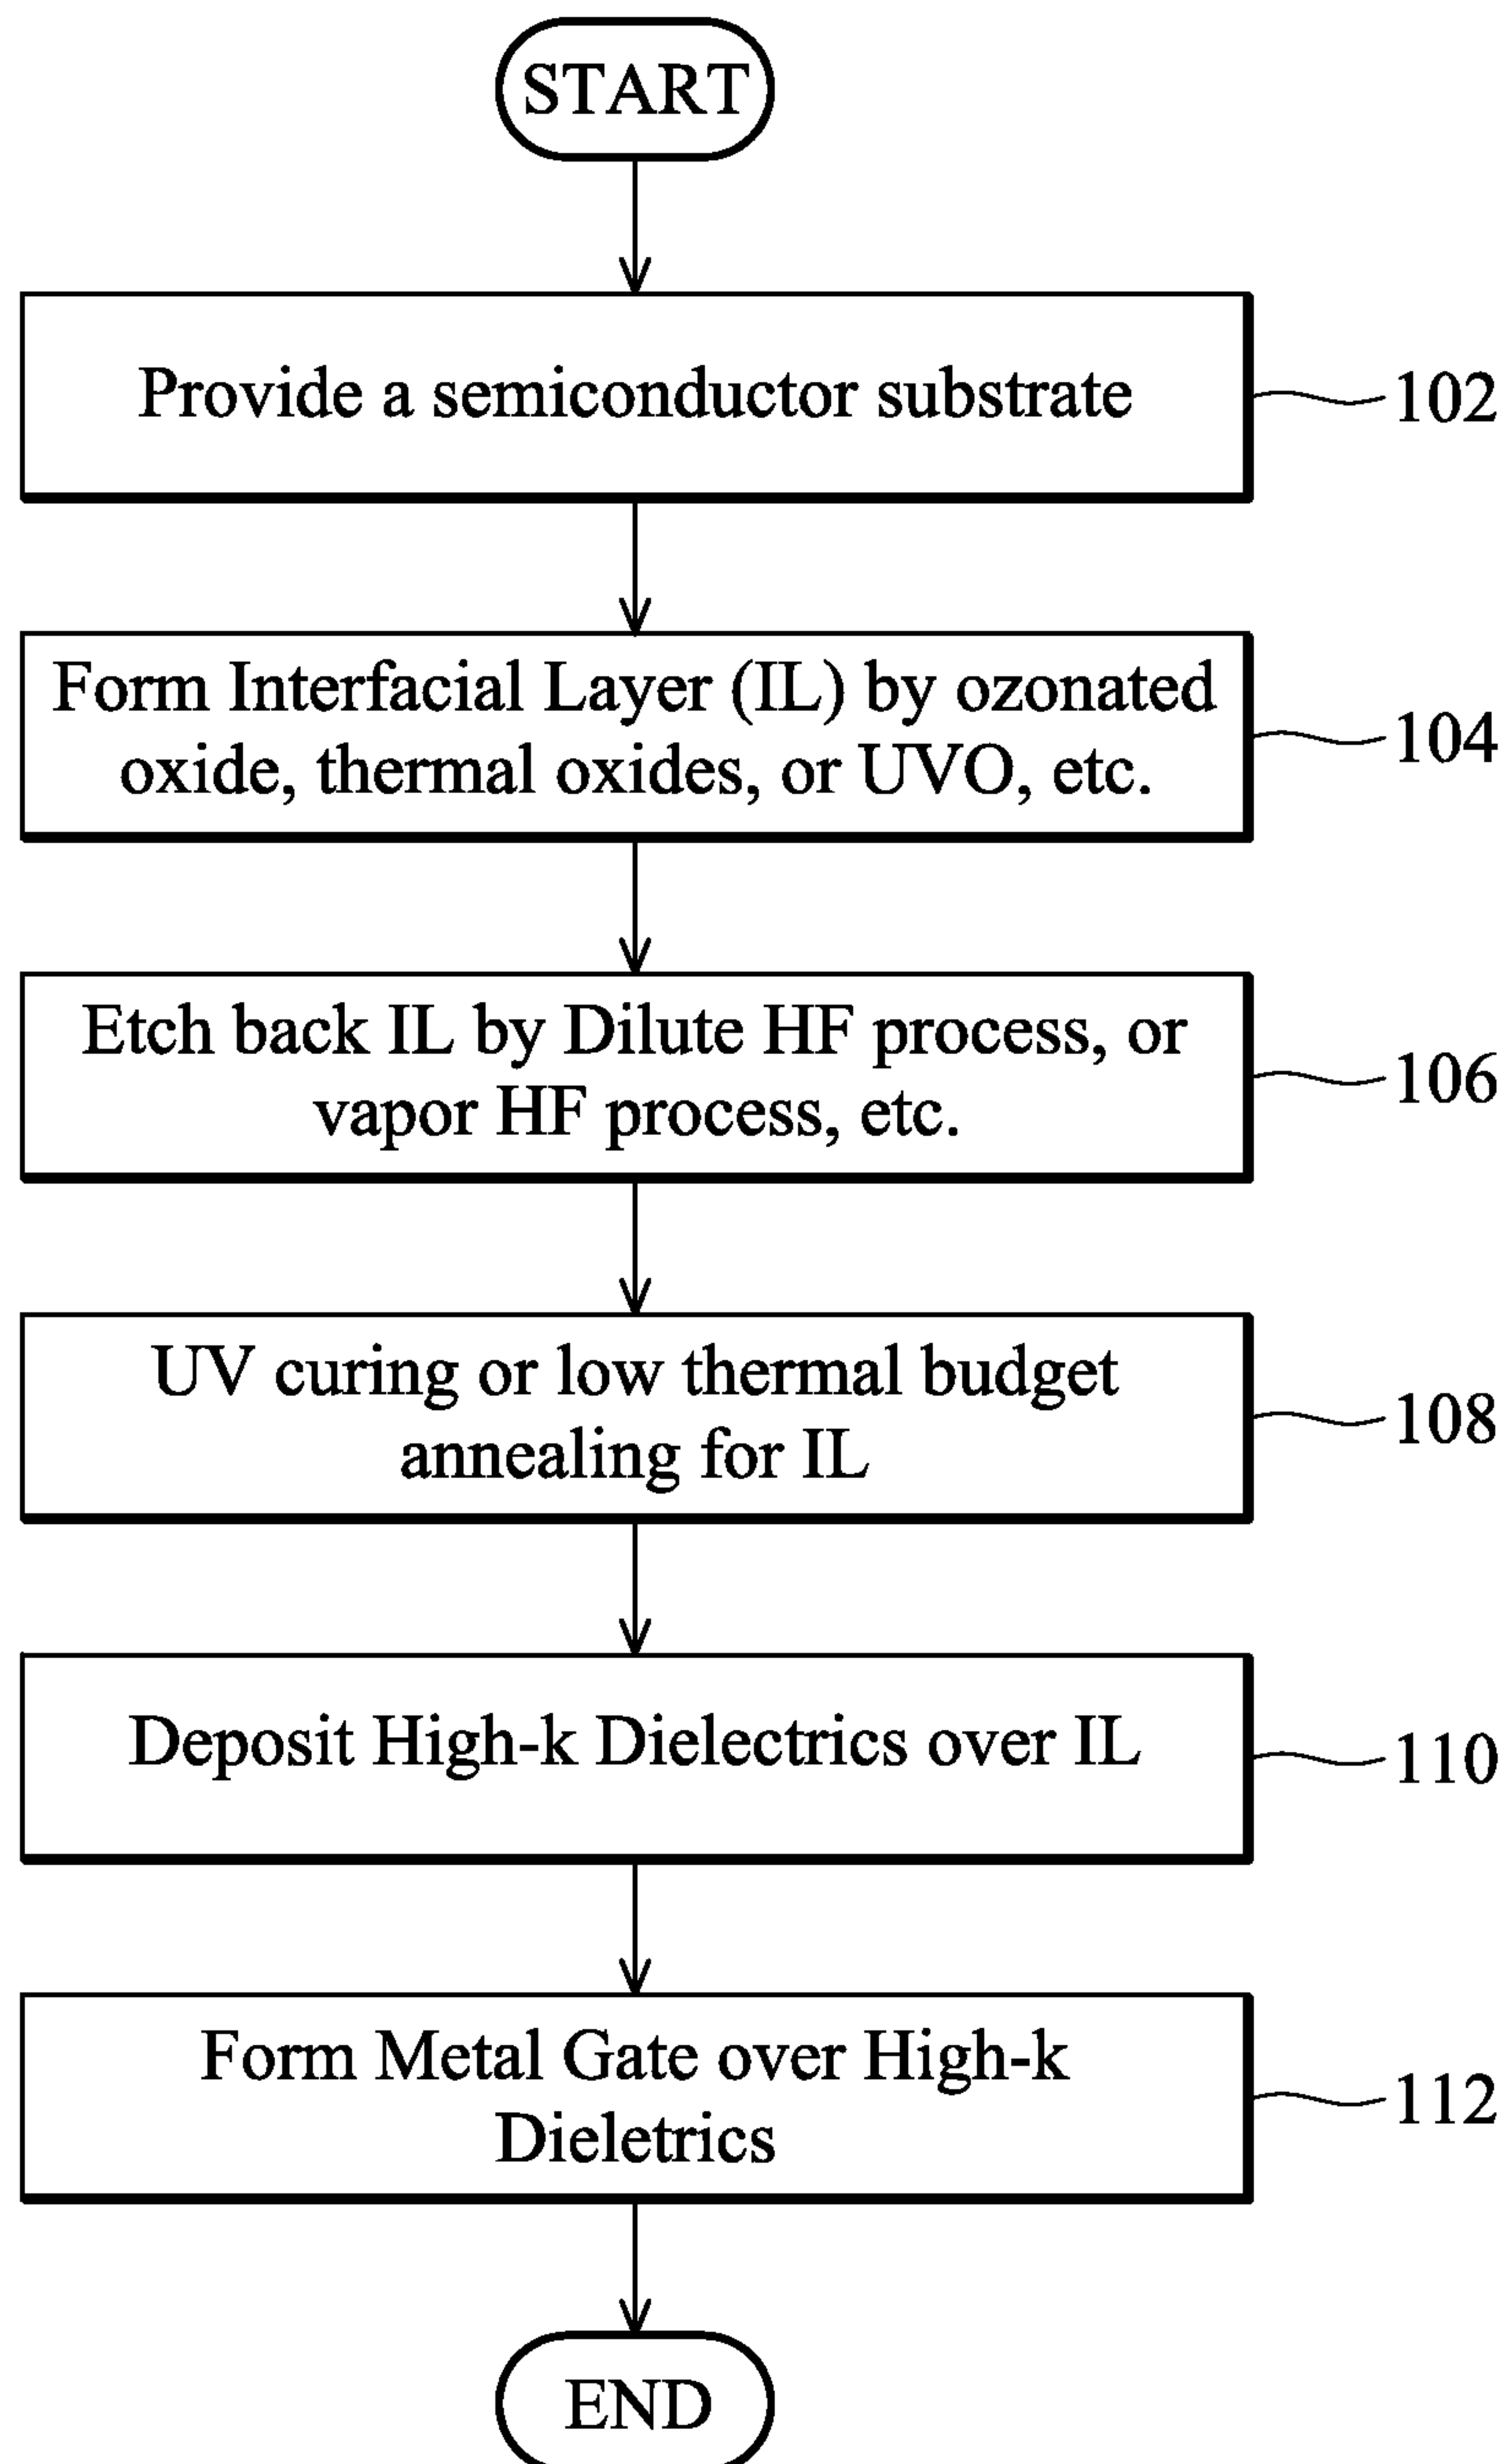 START
Provide a semiconductor substrate
102
Form Interfacial Layer (IL) by ozonated
oxide, thermal oxides, or UVO, etc.
104
Etch back IL by Dilute HF process, or
vapor HF process, etc.
106
UV curing or low thermal budget
annealing for IL
108
Deposit High-k Dielectrics over IL
110
Form Metal Gate over High-k
Dieletrics
112
END